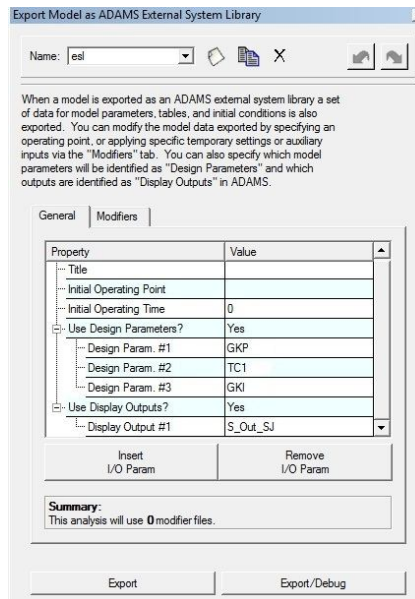 Export Model as ADAMS External System Library
Name: esl
When a model is exported as an ADAMS external system library a set
of data for model parameters, tables, and initial conditions is also
exported. You can modify the model data exported by specifying an
operating point, or applying specific temporary settings or auxiliary
inputs via the "Modifiers" tab. You can also specify which model
parameters will be identified as "Design Parameters" and which
outputs are identified as "Display Outputs" in ADAMS.
General Modifiers
Property Value
Title
Initial Operating Point
Initial Operating Time 0
Use Design Parameters? Yes
Design Param. #1 GKP
Design Param. #2 TC1
Design Param. #3 GKI
Use Display Outputs? Yes
Display Output #1 S_Out_SJ
Insert Remove
I/O Param I/O Param
Summary:
This analysis will use 0 modifier files.
Export Export/Debug